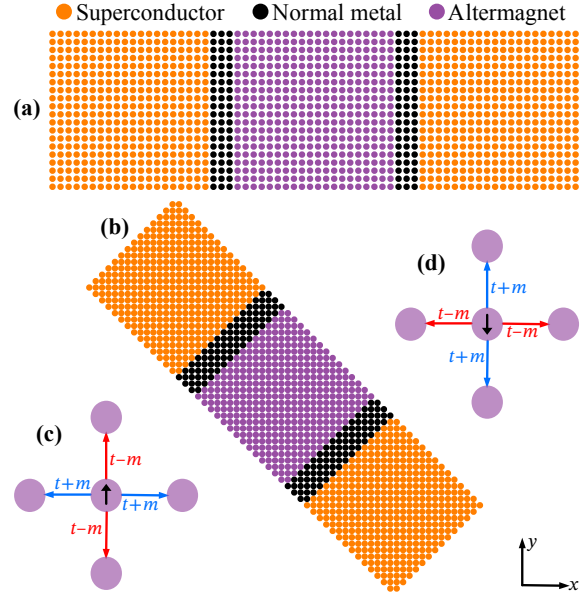 Superconductor Normal metal Altermagnet
(a)
(b)
(d)
t+m
t−m t−m
t+m
(c)
t−m
t+m t+m
t−m
y
x